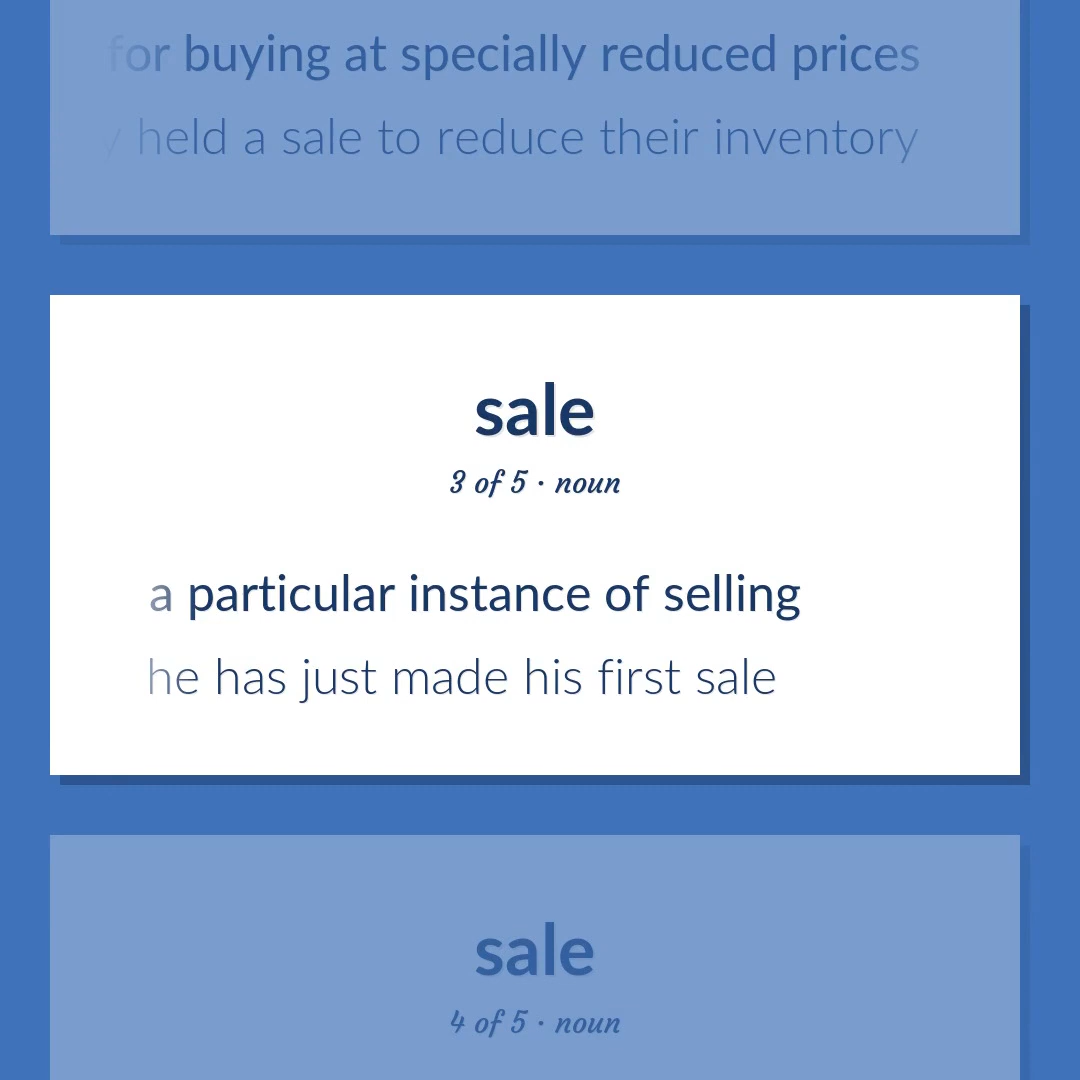 for buying at specially reduced prices
held a sale to reduce their inventory
sale
3 of 5 · noun
a particular instance of selling
he has just made his first sale
sale
4 of 5 · noun